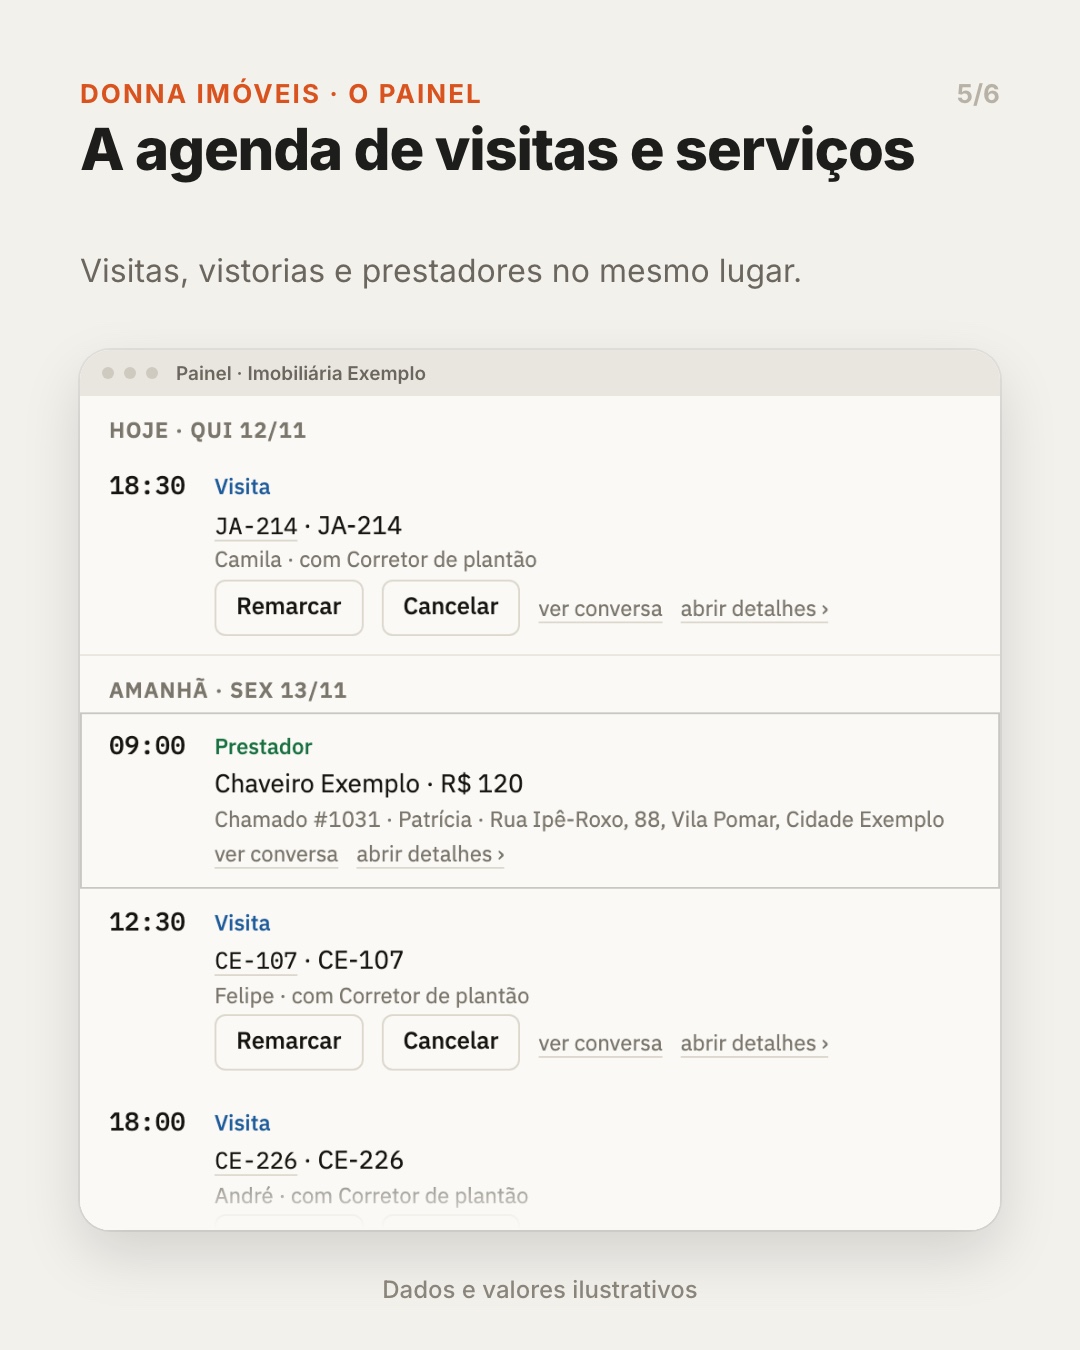 DONNA IMÓVEIS · O PAINEL
5/6
A agenda de visitas e serviços
Visitas, vistorias e prestadores no mesmo lugar.
Painel · Imobiliária Exemplo
HOJE · QUI 12/11
18:30 Visita
JA-214 · JA-214
Camila · com Corretor de plantão
Remarcar Cancelar ver conversa abrir detalhes ›
AMANHÃ · SEX 13/11
09:00 Prestador
Chaveiro Exemplo · R$ 120
Chamado #1031 · Patrícia · Rua Ipê-Roxo, 88, Vila Pomar, Cidade Exemplo
ver conversa abrir detalhes ›
12:30 Visita
CE-107 · CE-107
Felipe · com Corretor de plantão
Remarcar Cancelar ver conversa abrir detalhes ›
18:00 Visita
CE-226 · CE-226
André · com Corretor de plantão
Dados e valores ilustrativos